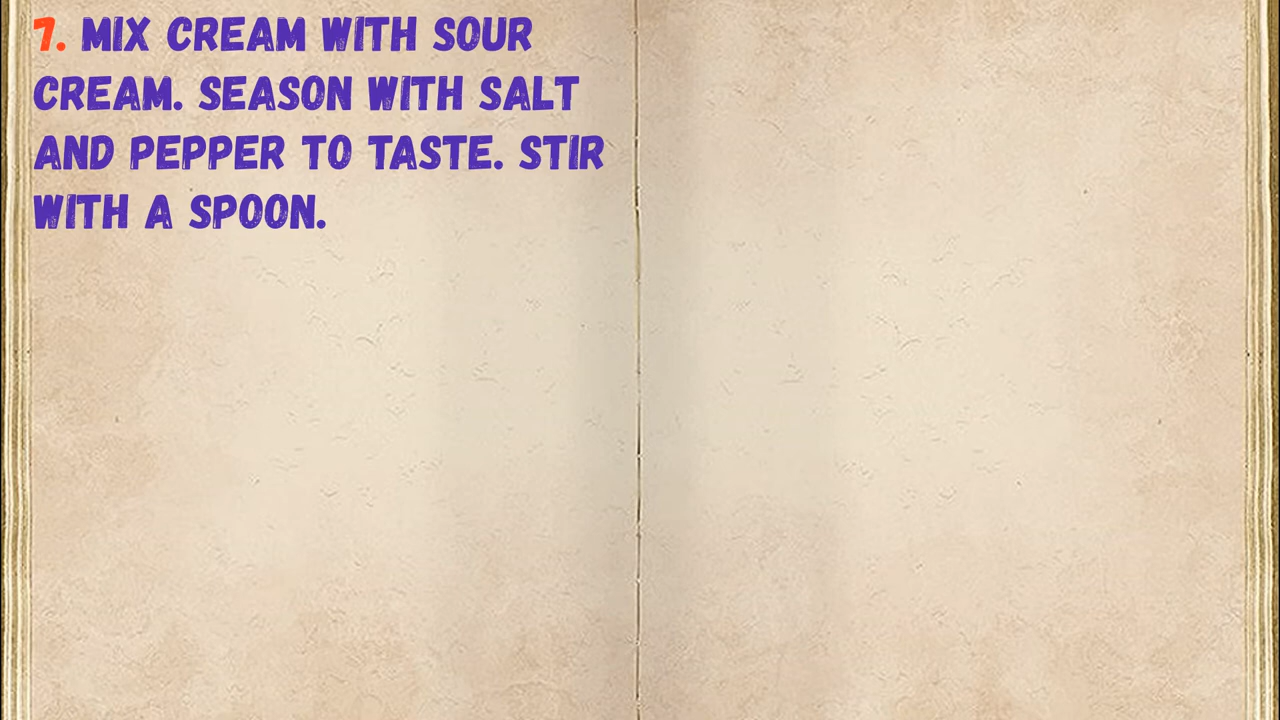 7. MIX CREAM WITH SOUR
CREAM. SEASON WITH SALT
AND PEPPER TO TASTE. STIR
WITH A SPOON.